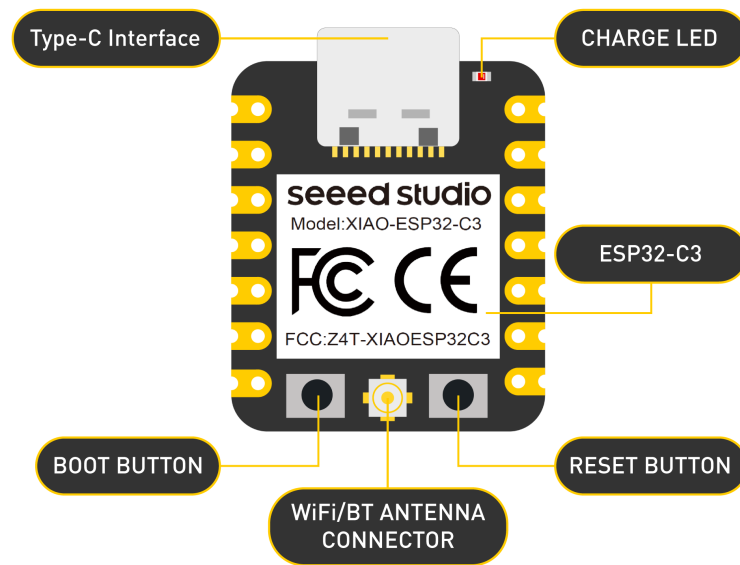 Type-C Interface
CHARGE LED
seeed studio
Model:XIAO-ESP32-C3
FC CE
ESP32-C3
FCC:Z4T-XIAOESP32C3
BOOT BUTTON
RESET BUTTON
WiFi/BT ANTENNA
CONNECTOR